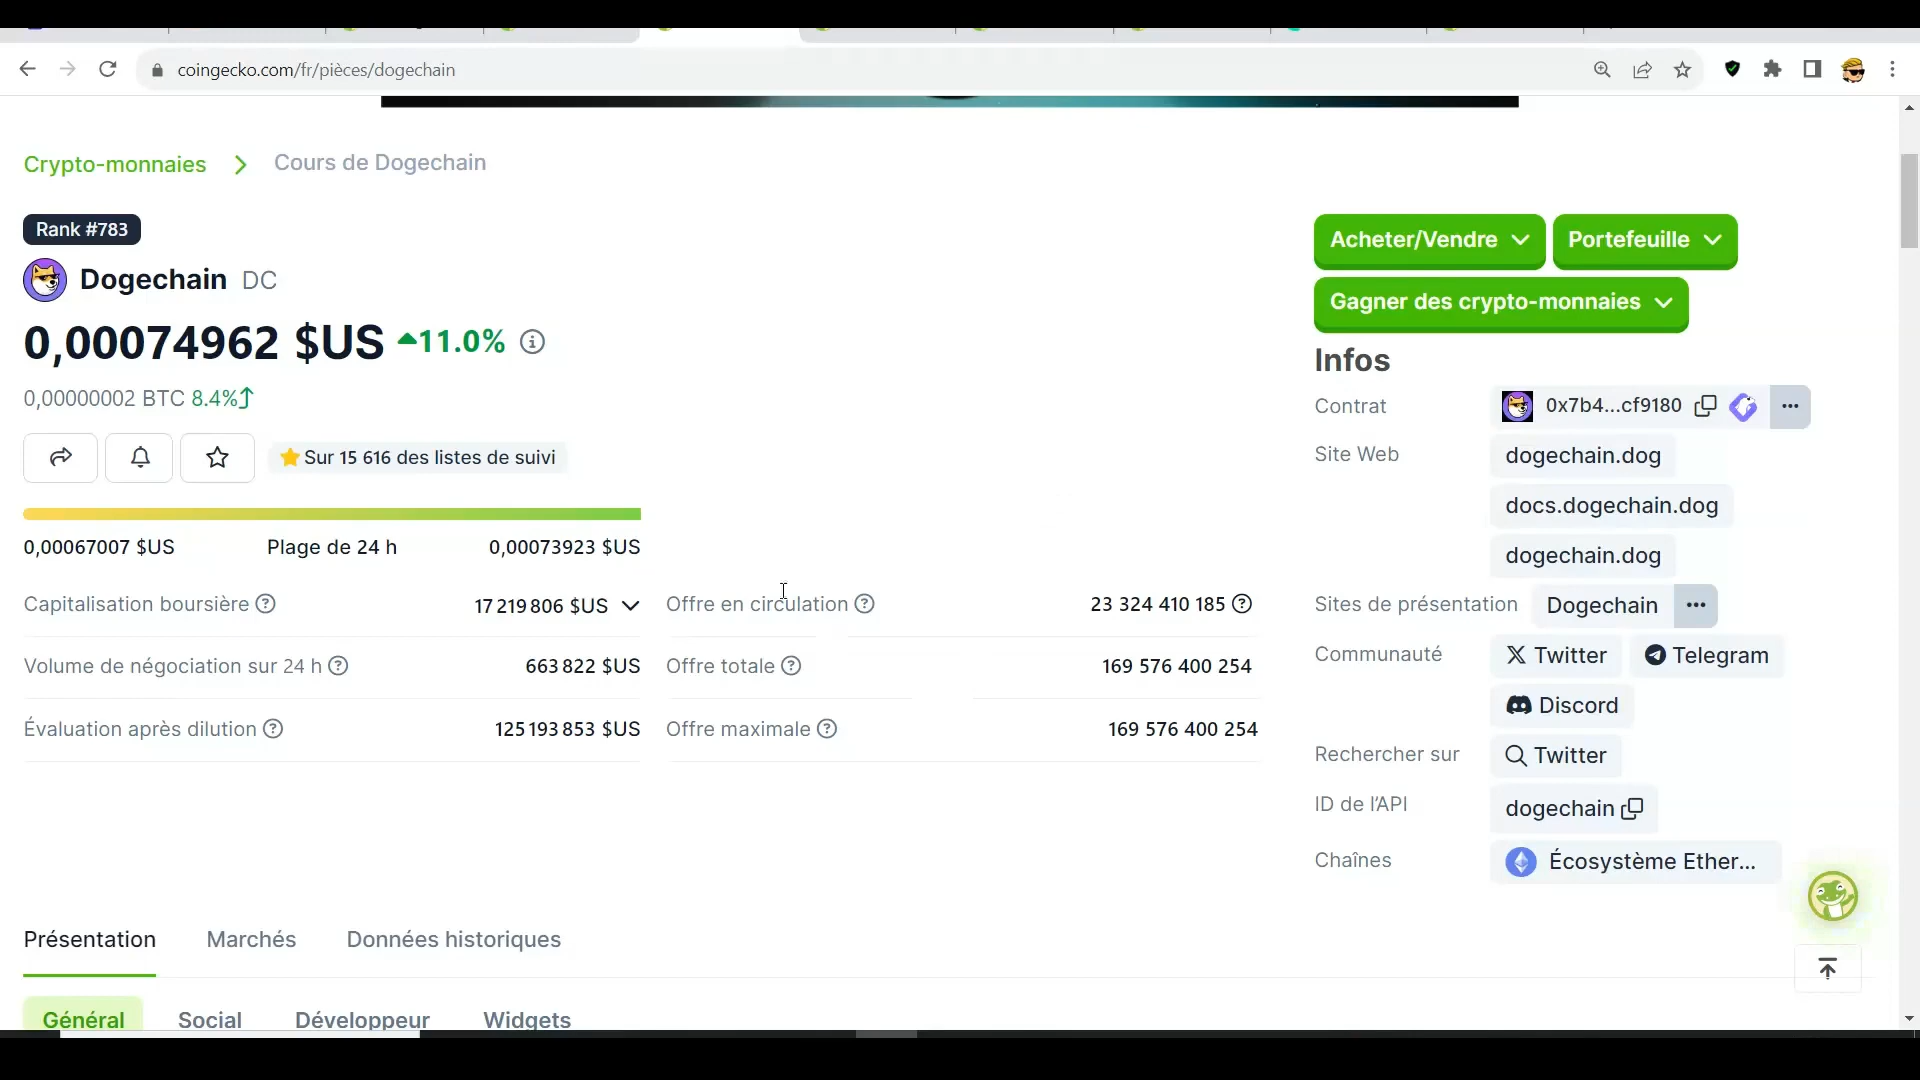 coingecko.com/fr/pièces/dogechain
Crypto-monnaies
Cours de Dogechain
Rank #783
Dogechain DC
0,00074962 $US 11.0%
0,00000002 BTC 8.4%
Sur 15 616 des listes de suivi
0,00067007 $US Plage de 24 h 0,00073923 $US
Capitalisation boursière 17 219 806 $US
Volume de négociation sur 24 h 663 822 $US
Évaluation après dilution 125 193 853 $US
Offre en circulation 23 324 410 185
Offre totale 169 576 400 254
Offre maximale 169 576 400 254
Acheter/Vendre
Portefeuille
Gagner des crypto-monnaies
Infos
Contrat 0x7b4...cf9180
Site Web dogechain.dog
docs.dogechain.dog
dogechain.dog
Sites de présentation Dogechain
Communauté Twitter Telegram
Discord
Rechercher sur Twitter
ID de l'API dogechain
Chaînes Écosystème Ether...
Présentation Marchés Données historiques
Général Social Développeur Widgets